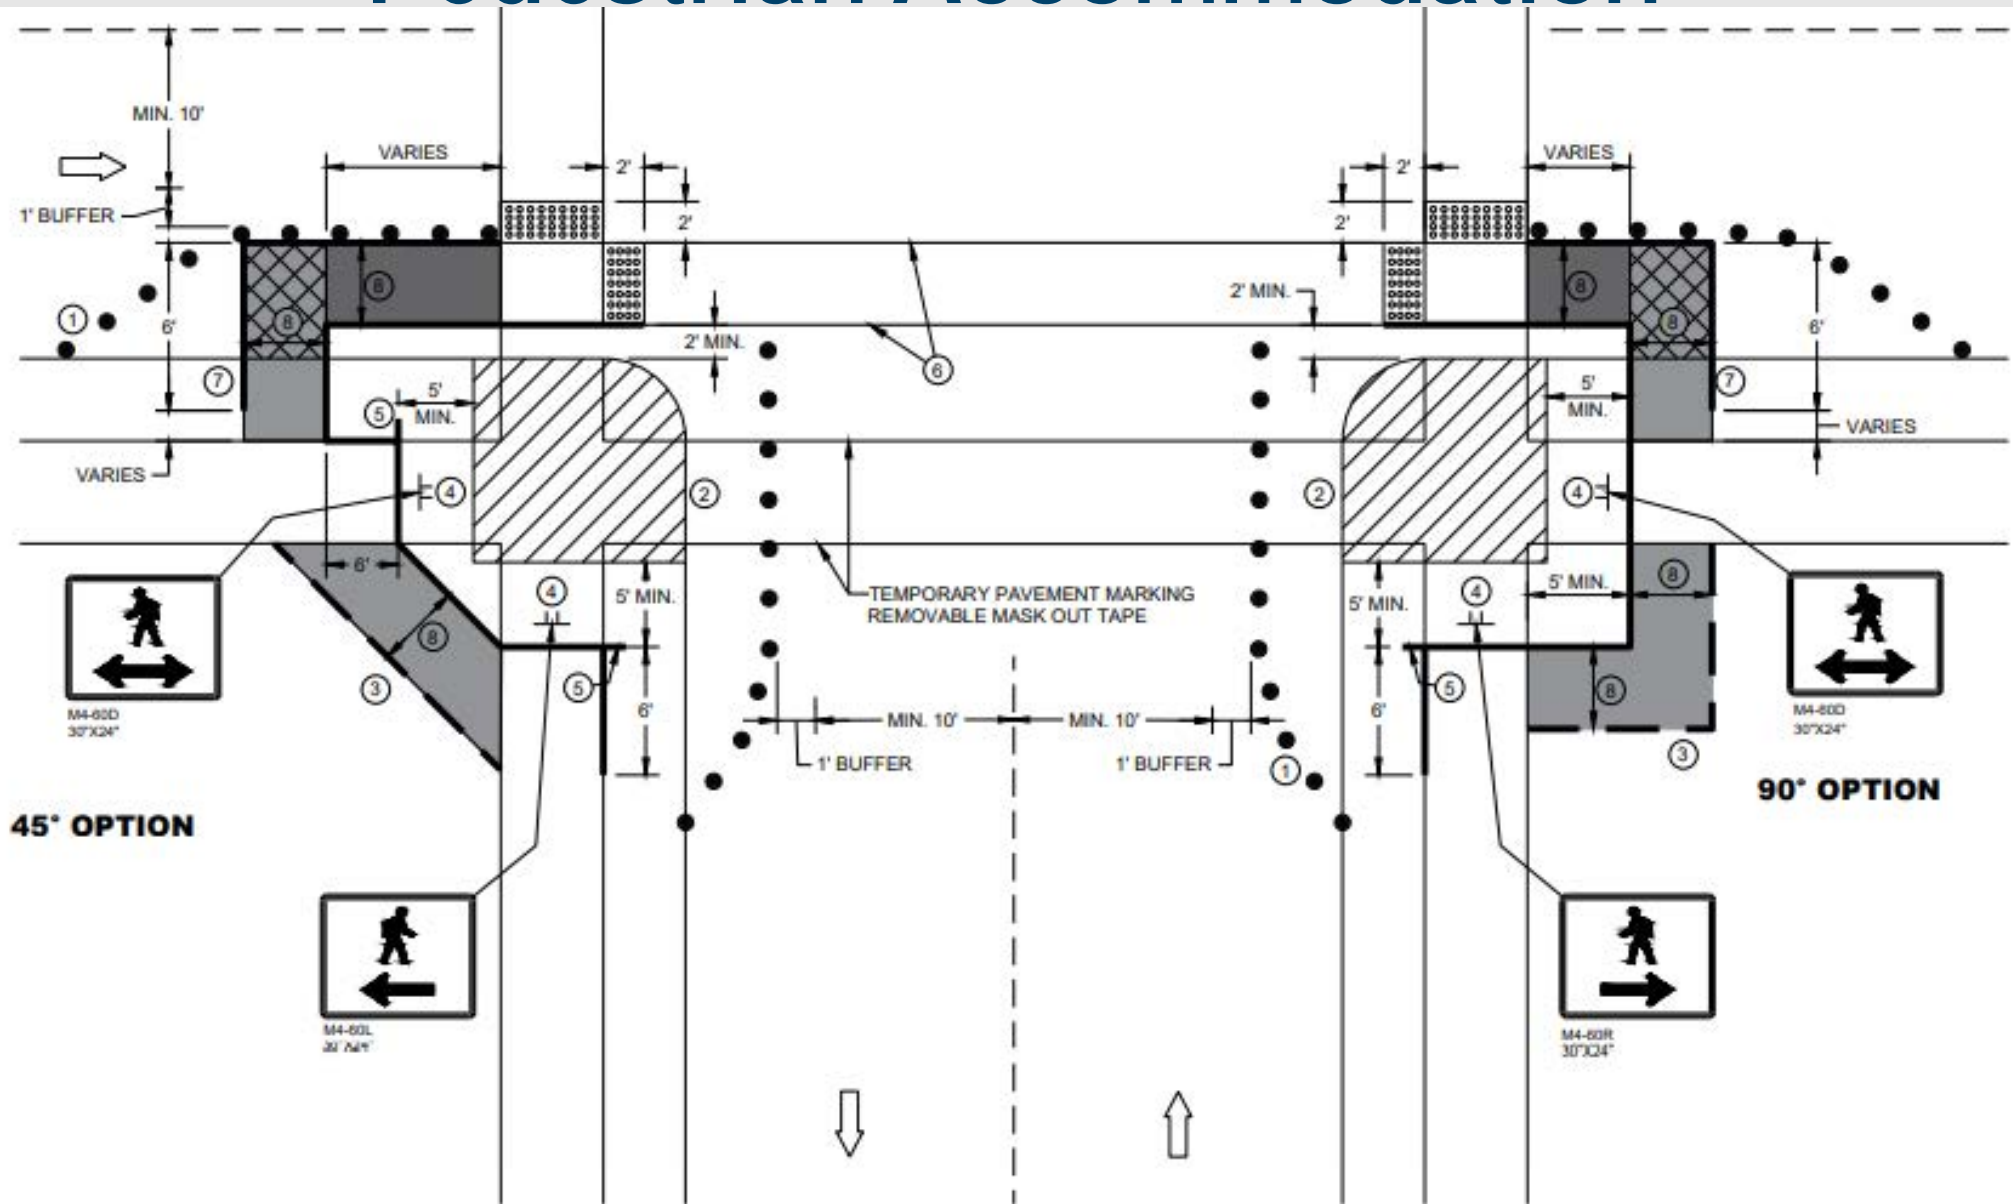 Pedestrian Accommodation
MIN. 10'
VARIES
2'
2'
VARIES
1' BUFFER
2'
2'
8
8
1
6'
8
2' MIN.
2' MIN.
6
8
6'
7
5
5'
MIN.
5'
MIN.
7
VARIES
VARIES
4
2
2
4
6'
4
5' MIN.
TEMPORARY PAVEMENT MARKING
REMOVABLE MASK OUT TAPE
5' MIN.
4
5' MIN.
8
8
3
5
6'
MIN. 10'
MIN. 10'
6'
5
8
M4-60D
30"X24"
M4-60D
30"X24"
1' BUFFER
1' BUFFER
1
3
45° OPTION
90° OPTION
M4-60L
M4-60R
30"X24"